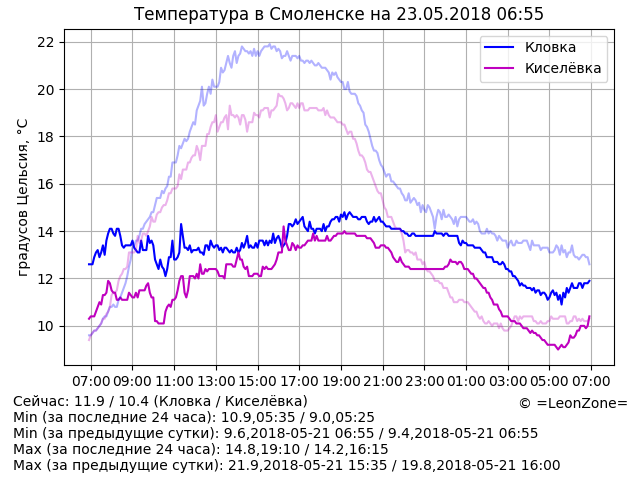 Температура в Смоленске на 23.05.2018 06:55
градусов Цельсия, °C
22
20
18
16
14
12
10
Кловка
Киселёвка
07:00 09:00 11:00 13:00 15:00 17:00 19:00 21:00 23:00 01:00 03:00 05:00 07:00
Сейчас: 11.9 / 10.4 (Кловка / Киселёвка)
© =LeonZone=
Min (за последние 24 часа): 10.9,05:35 / 9.0,05:25
Min (за предыдущие сутки): 9.6,2018-05-21 06:55 / 9.4,2018-05-21 06:55
Max (за последние 24 часа): 14.8,19:10 / 14.2,16:15
Max (за предыдущие сутки): 21.9,2018-05-21 15:35 / 19.8,2018-05-21 16:00